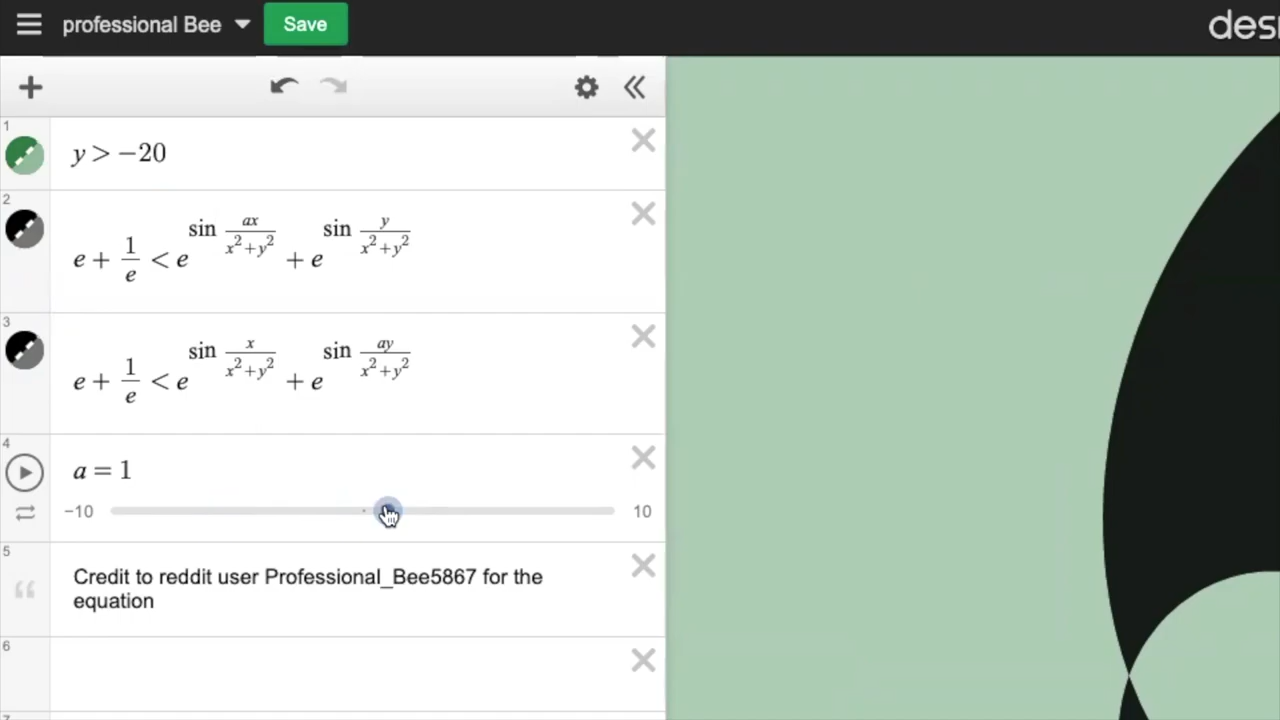 professional Bee
Save
desi
1
y > −20
2
e + 1/e < e^(sin ax/(x²+y²)) + e^(sin y/(x²+y²))
3
e + 1/e < e^(sin x/(x²+y²)) + e^(sin ay/(x²+y²))
4
a = 1
−10
10
5
Credit to reddit user Professional_Bee5867 for the
equation
6